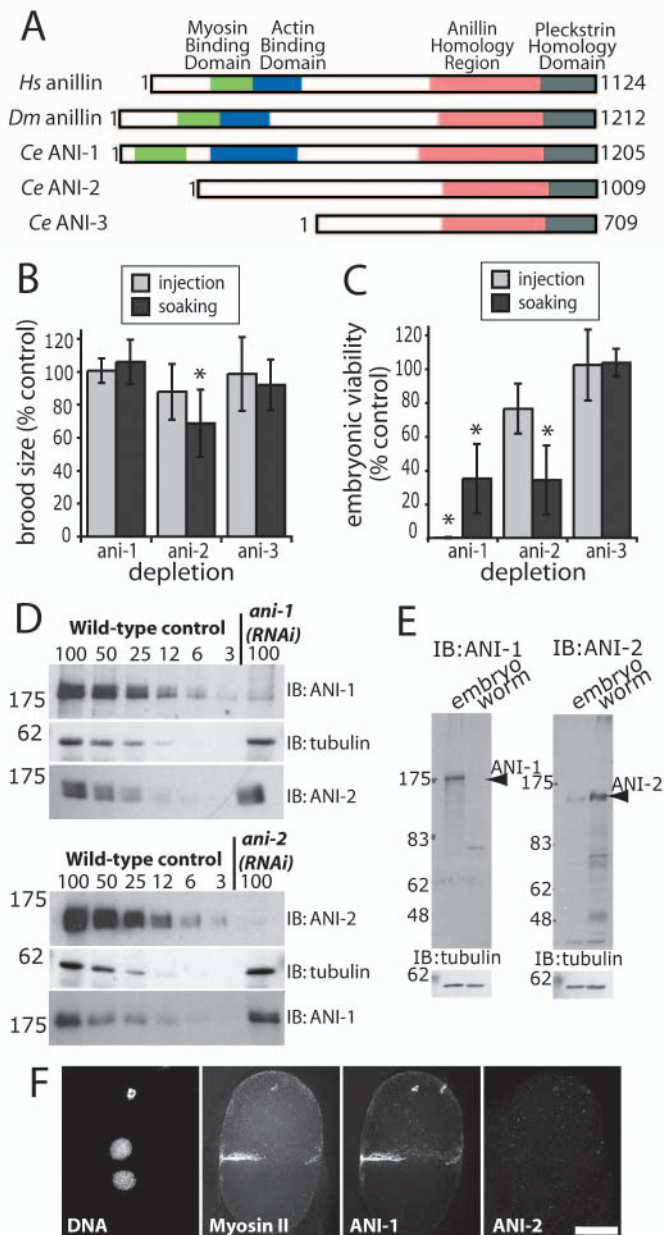 A
Myosin Binding Domain
Actin Binding Domain
Anillin Homology Region
Pleckstrin Homology Domain
Hs anillin 1 1124
Dm anillin 1 1212
Ce ANI-1 1 1205
Ce ANI-2 1 1009
Ce ANI-3 1 709
B
injection
soaking
brood size (% control)
120
100
80
60
40
20
0
*
ani-1 ani-2 ani-3
depletion
C
injection
soaking
embryonic viability (% control)
120
100
80
60
40
20
0
* * *
ani-1 ani-2 ani-3
depletion
D
Wild-type control ani-1 (RNAi)
100 50 25 12 6 3 100
175 IB: ANI-1
62 IB: tubulin
175 IB: ANI-2
Wild-type control ani-2 (RNAi)
100 50 25 12 6 3 100
175 IB: ANI-2
62 IB: tubulin
175 IB: ANI-1
E
IB:ANI-1
embryo
worm
175
ANI-1
83
62
48
IB:tubulin
62
IB:ANI-2
embryo
worm
175
ANI-2
83
62
48
IB:tubulin
62
F
DNA
Myosin II
ANI-1
ANI-2